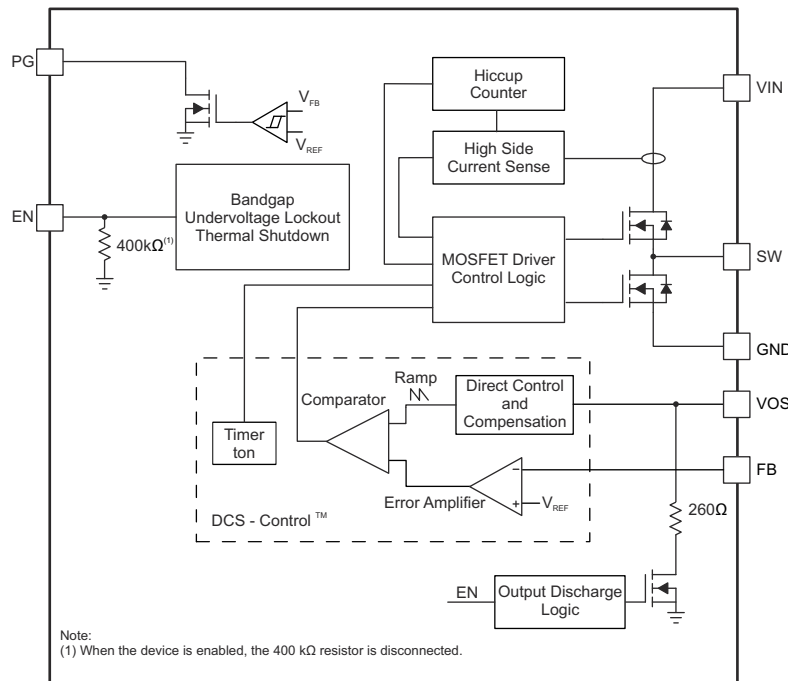 PG
V_FB
V_REF
Hiccup
Counter
VIN
High Side
Current Sense
EN
400kΩ(1)
Bandgap
Undervoltage Lockout
Thermal Shutdown
MOSFET Driver
Control Logic
SW
GND
Ramp
Comparator
Direct Control
and
Compensation
VOS
Timer
ton
FB
Error Amplifier
−
+
V_REF
DCS - Control ™
260Ω
EN
Output Discharge
Logic
Note:
(1) When the device is enabled, the 400 kΩ resistor is disconnected.